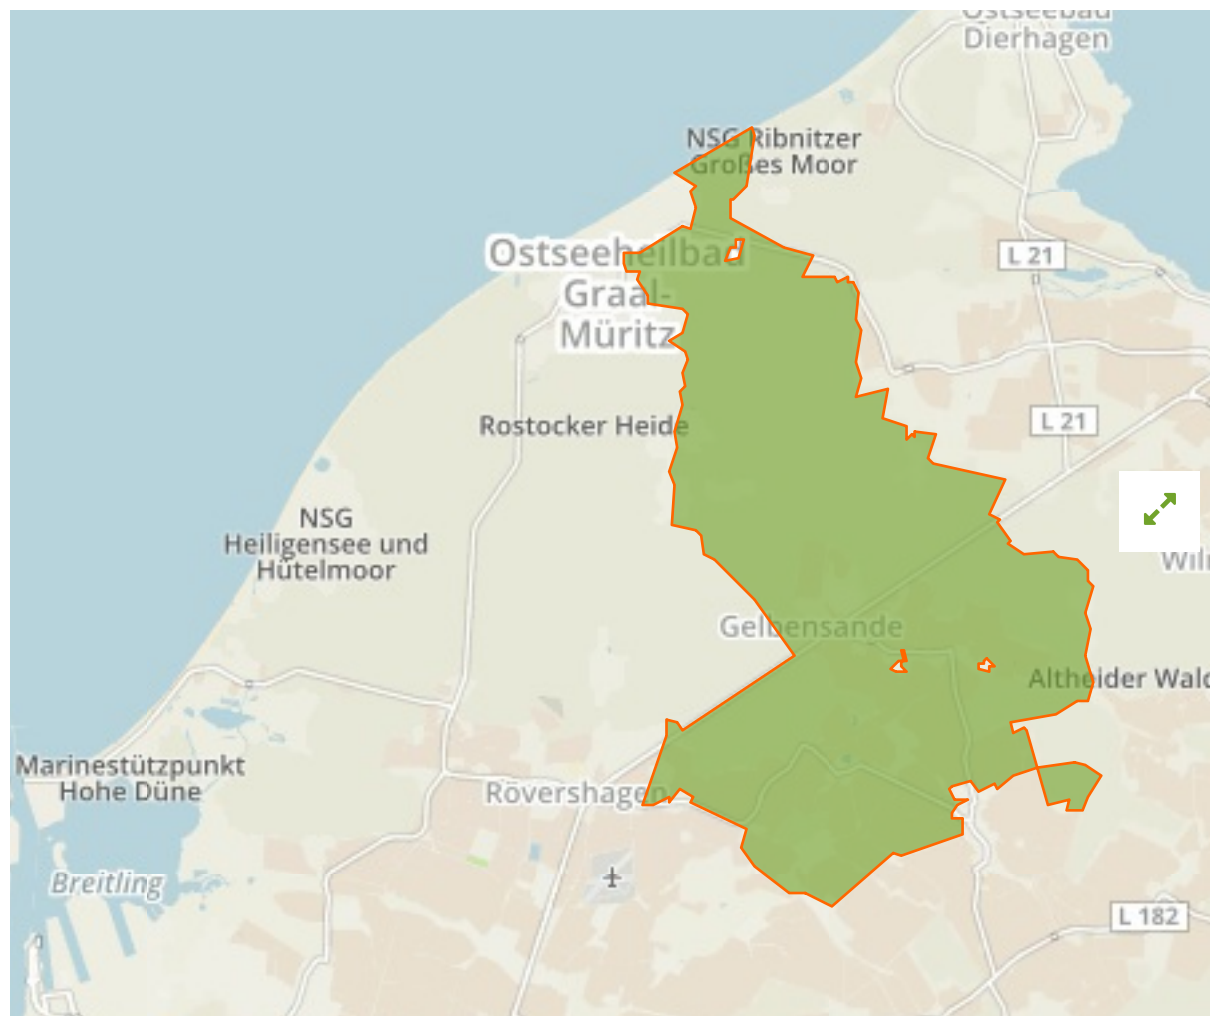 Ostseebad
Dierhagen
NSG Ribnitzer
Großes Moor
Ostseeheilbad
Graal-
Müritz
L 21
L 21
Rostocker Heide
NSG
Heiligensee und
Hütelmoor
Gelbensande
Altheider Wald
Marinestützpunkt
Hohe Düne
Rövershagen
Breitling
L 182